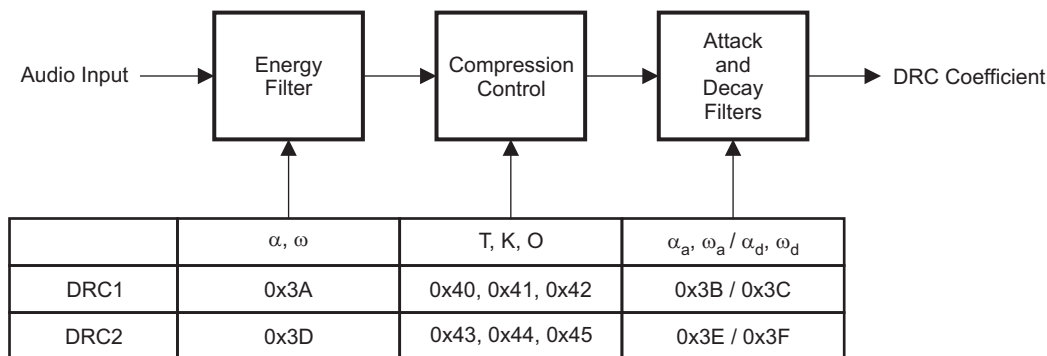 Audio Input
Energy
Filter
Compression
Control
Attack
and
Decay
Filters
DRC Coefficient
α, ω
T, K, O
αa, ωa / αd, ωd
DRC1
0x3A
0x40, 0x41, 0x42
0x3B / 0x3C
DRC2
0x3D
0x43, 0x44, 0x45
0x3E / 0x3F